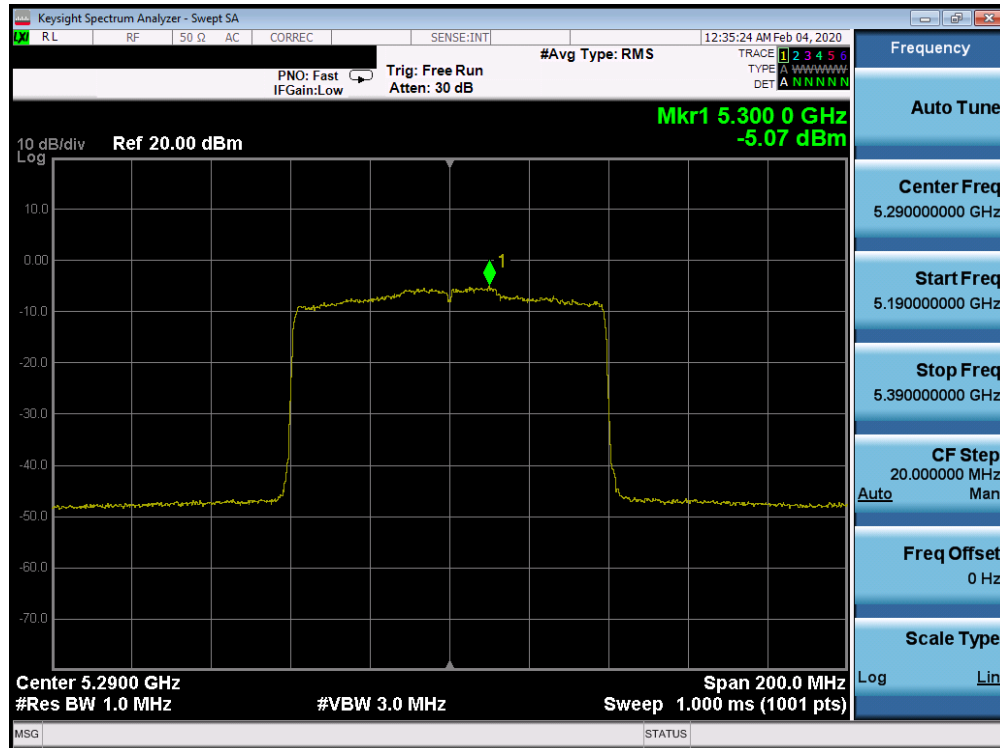 Keysight Spectrum Analyzer - Swept SA
LXI RL RF 50 Ω AC CORREC SENSE:INT 12:35:24 AM Feb 04, 2020
#Avg Type: RMS
TRACE 1 2 3 4 5 6
TYPE A WWWWW
DET A N N N N N
PNO: Fast
IFGain:Low
Trig: Free Run
Atten: 30 dB
Mkr1 5.300 0 GHz
-5.07 dBm
10 dB/div
Log
Ref 20.00 dBm
1
10.0
0.00
-10.0
-20.0
-30.0
-40.0
-50.0
-60.0
-70.0
Center 5.2900 GHz
Span 200.0 MHz
#Res BW 1.0 MHz
#VBW 3.0 MHz
Sweep 1.000 ms (1001 pts)
MSG
STATUS
Frequency
Auto Tune
Center Freq
5.290000000 GHz
Start Freq
5.190000000 GHz
Stop Freq
5.390000000 GHz
CF Step
20.000000 MHz
Auto Man
Freq Offset
0 Hz
Scale Type
Log Lin